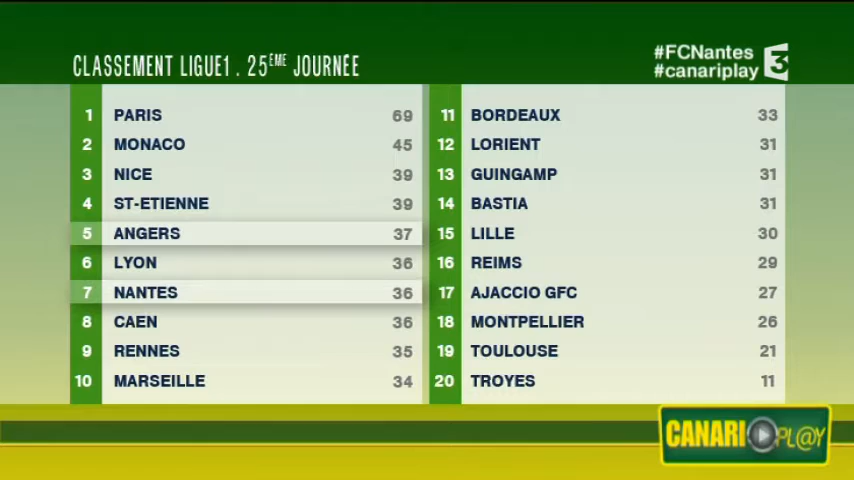 CLASSEMENT LIGUE1 . 25ÈME JOURNÉE
#FCNantes
#canariplay
3
1 PARIS 69
2 MONACO 45
3 NICE 39
4 ST-ETIENNE 39
5 ANGERS 37
6 LYON 36
7 NANTES 36
8 CAEN 36
9 RENNES 35
10 MARSEILLE 34
11 BORDEAUX 33
12 LORIENT 31
13 GUINGAMP 31
14 BASTIA 31
15 LILLE 30
16 REIMS 29
17 AJACCIO GFC 27
18 MONTPELLIER 26
19 TOULOUSE 21
20 TROYES 11
CANARI PL@Y